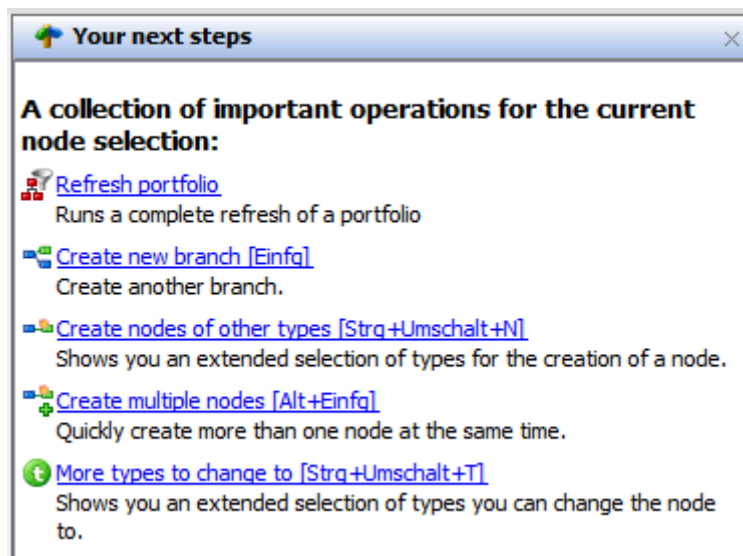 Your next steps
A collection of important operations for the current
node selection:
Refresh portfolio
Runs a complete refresh of a portfolio
Create new branch [Einfg]
Create another branch.
Create nodes of other types [Strg+Umschalt+N]
Shows you an extended selection of types for the creation of a node.
Create multiple nodes [Alt+Einfg]
Quickly create more than one node at the same time.
More types to change to [Strg+Umschalt+T]
Shows you an extended selection of types you can change the node
to.